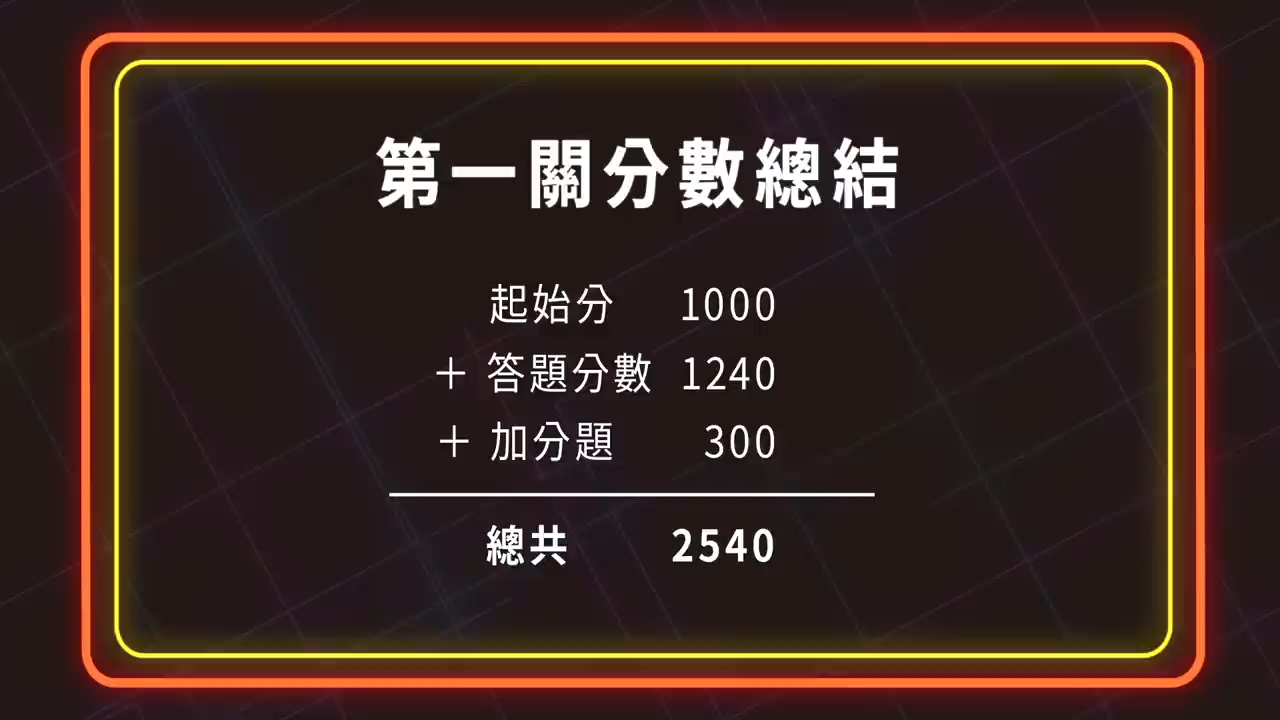 第一關分數總結
起始分 1000
＋ 答題分數 1240
＋ 加分題 300
總共 2540